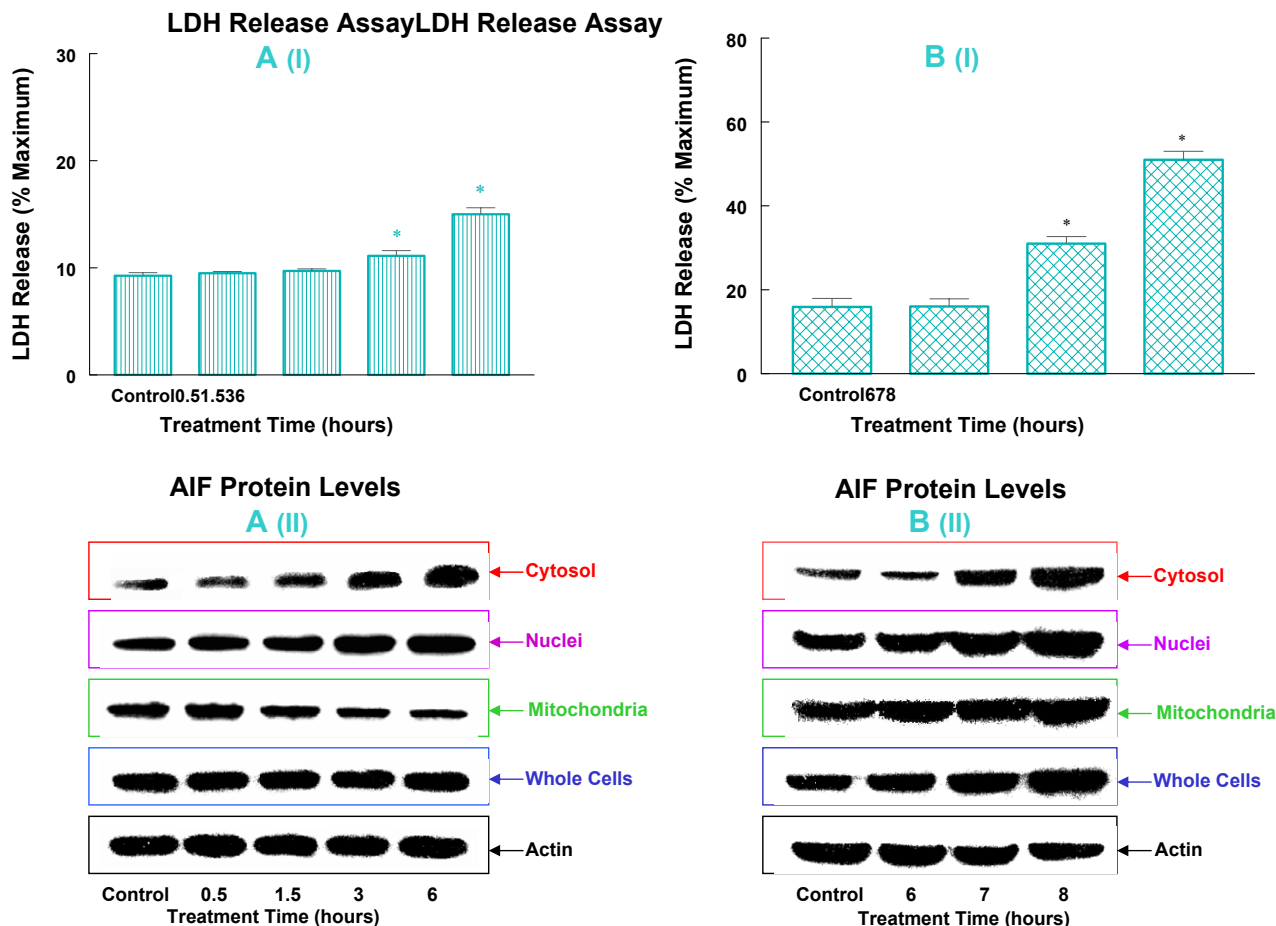 LDH Release AssayLDH Release Assay
A (I)
30
20
10
0
LDH Release (% Maximum)
*
*
Control0.51.536
Treatment Time (hours)
B (I)
80
60
40
20
0
LDH Release (% Maximum)
*
*
Control678
Treatment Time (hours)
AIF Protein Levels
A (II)
Cytosol
Nuclei
Mitochondria
Whole Cells
Actin
Control 0.5 1.5 3 6
Treatment Time (hours)
AIF Protein Levels
B (II)
Cytosol
Nuclei
Mitochondria
Whole Cells
Actin
Control 6 7 8
Treatment Time (hours)